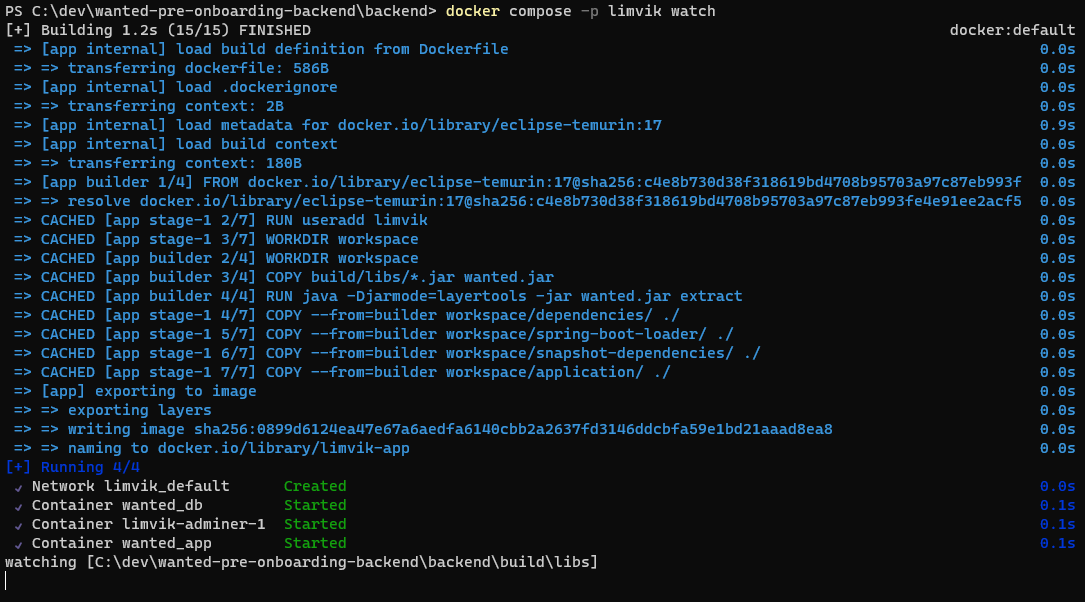 PS C:\dev\wanted-pre-onboarding-backend\backend> docker compose -p limvik watch
[+] Building 1.2s (15/15) FINISHED docker:default
=> [app internal] load build definition from Dockerfile 0.0s
=> => transferring dockerfile: 586B 0.0s
=> [app internal] load .dockerignore 0.0s
=> => transferring context: 2B 0.0s
=> [app internal] load metadata for docker.io/library/eclipse-temurin:17 0.9s
=> [app internal] load build context 0.0s
=> => transferring context: 180B 0.0s
=> [app builder 1/4] FROM docker.io/library/eclipse-temurin:17@sha256:c4e8b730d38f318619bd4708b95703a97c87eb993f 0.0s
=> => resolve docker.io/library/eclipse-temurin:17@sha256:c4e8b730d38f318619bd4708b95703a97c87eb993fe4e91ee2acf5 0.0s
=> CACHED [app stage-1 2/7] RUN useradd limvik 0.0s
=> CACHED [app stage-1 3/7] WORKDIR workspace 0.0s
=> CACHED [app builder 2/4] WORKDIR workspace 0.0s
=> CACHED [app builder 3/4] COPY build/libs/*.jar wanted.jar 0.0s
=> CACHED [app builder 4/4] RUN java -Djarmode=layertools -jar wanted.jar extract 0.0s
=> CACHED [app stage-1 4/7] COPY --from=builder workspace/dependencies/ ./ 0.0s
=> CACHED [app stage-1 5/7] COPY --from=builder workspace/spring-boot-loader/ ./ 0.0s
=> CACHED [app stage-1 6/7] COPY --from=builder workspace/snapshot-dependencies/ ./ 0.0s
=> CACHED [app stage-1 7/7] COPY --from=builder workspace/application/ ./ 0.0s
=> [app] exporting to image 0.0s
=> => exporting layers 0.0s
=> => writing image sha256:0899d6124ea47e67a6aedfa6140cbb2a2637fd3146ddcbfa59e1bd21aaad8ea8 0.0s
=> => naming to docker.io/library/limvik-app 0.0s
[+] Running 4/4
✓ Network limvik_default Created 0.0s
✓ Container wanted_db Started 0.1s
✓ Container limvik-adminer-1 Started 0.1s
✓ Container wanted_app Started 0.1s
watching [C:\dev\wanted-pre-onboarding-backend\backend\build\libs]